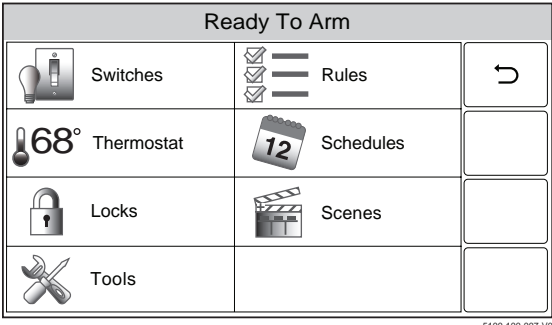 Ready To Arm
Switches
Rules
68° Thermostat
12 Schedules
Locks
Scenes
Tools